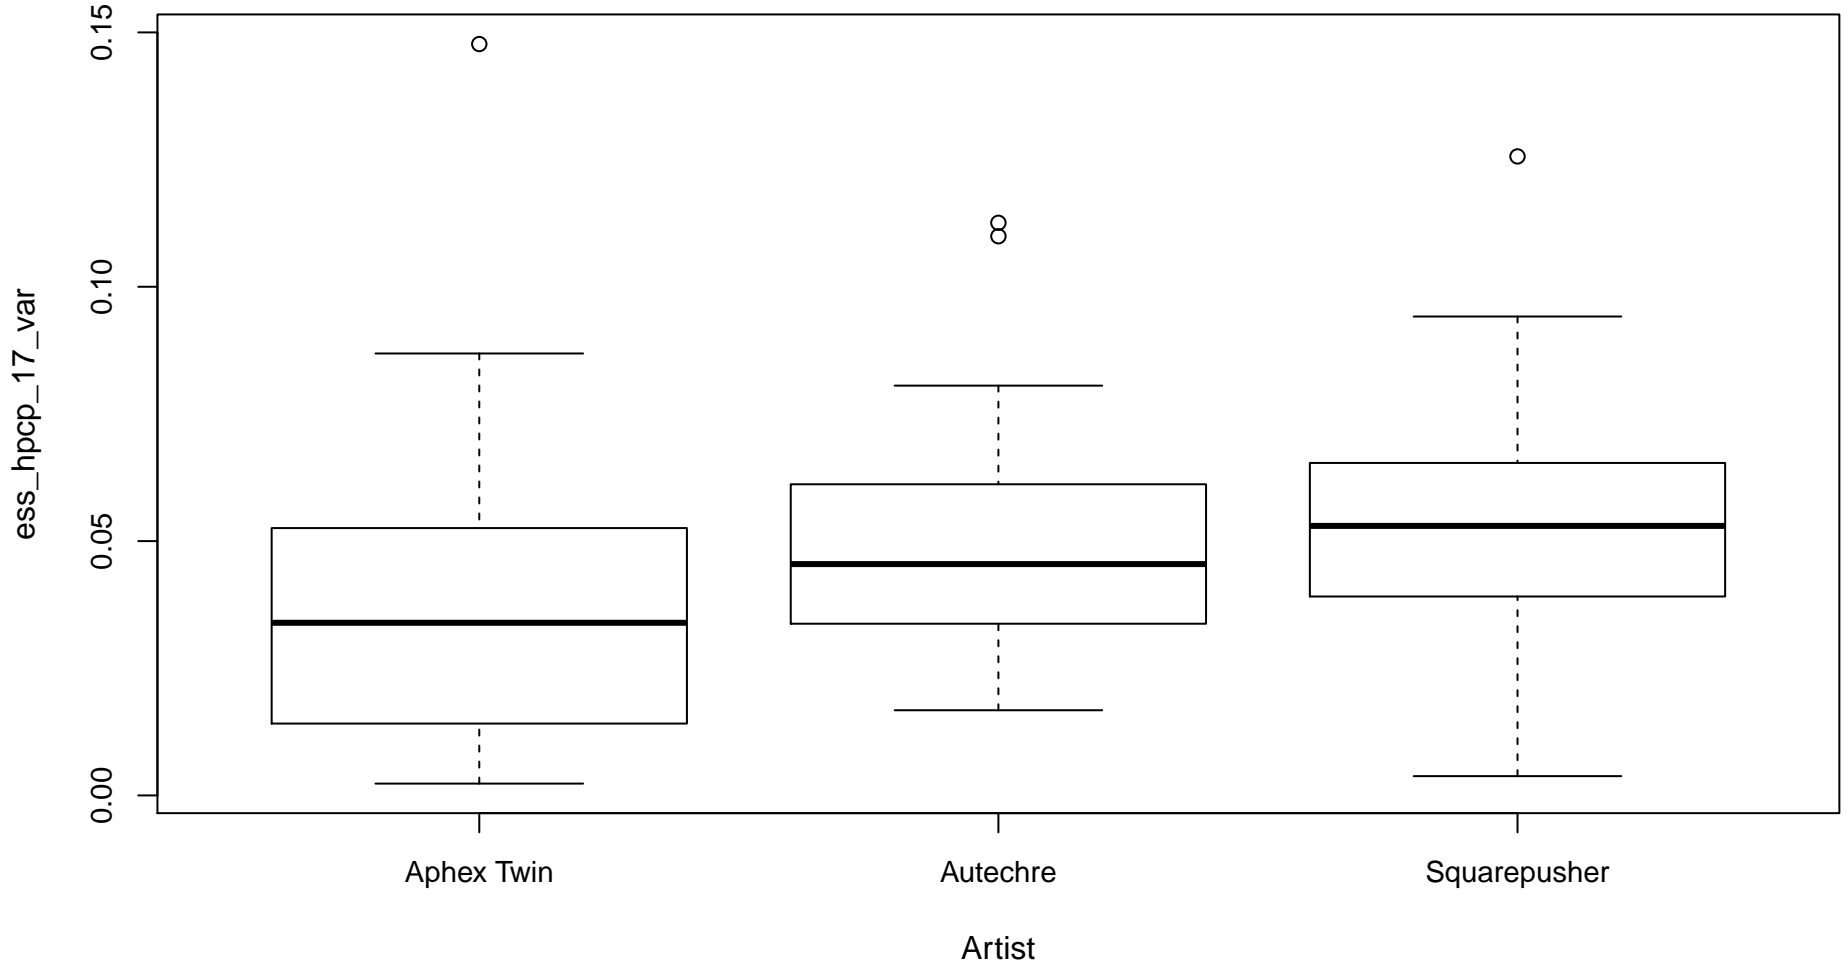 ess_hpcp_17_var
0.15
0.10
0.05
0.00
Aphex Twin Autechre Squarepusher
Artist